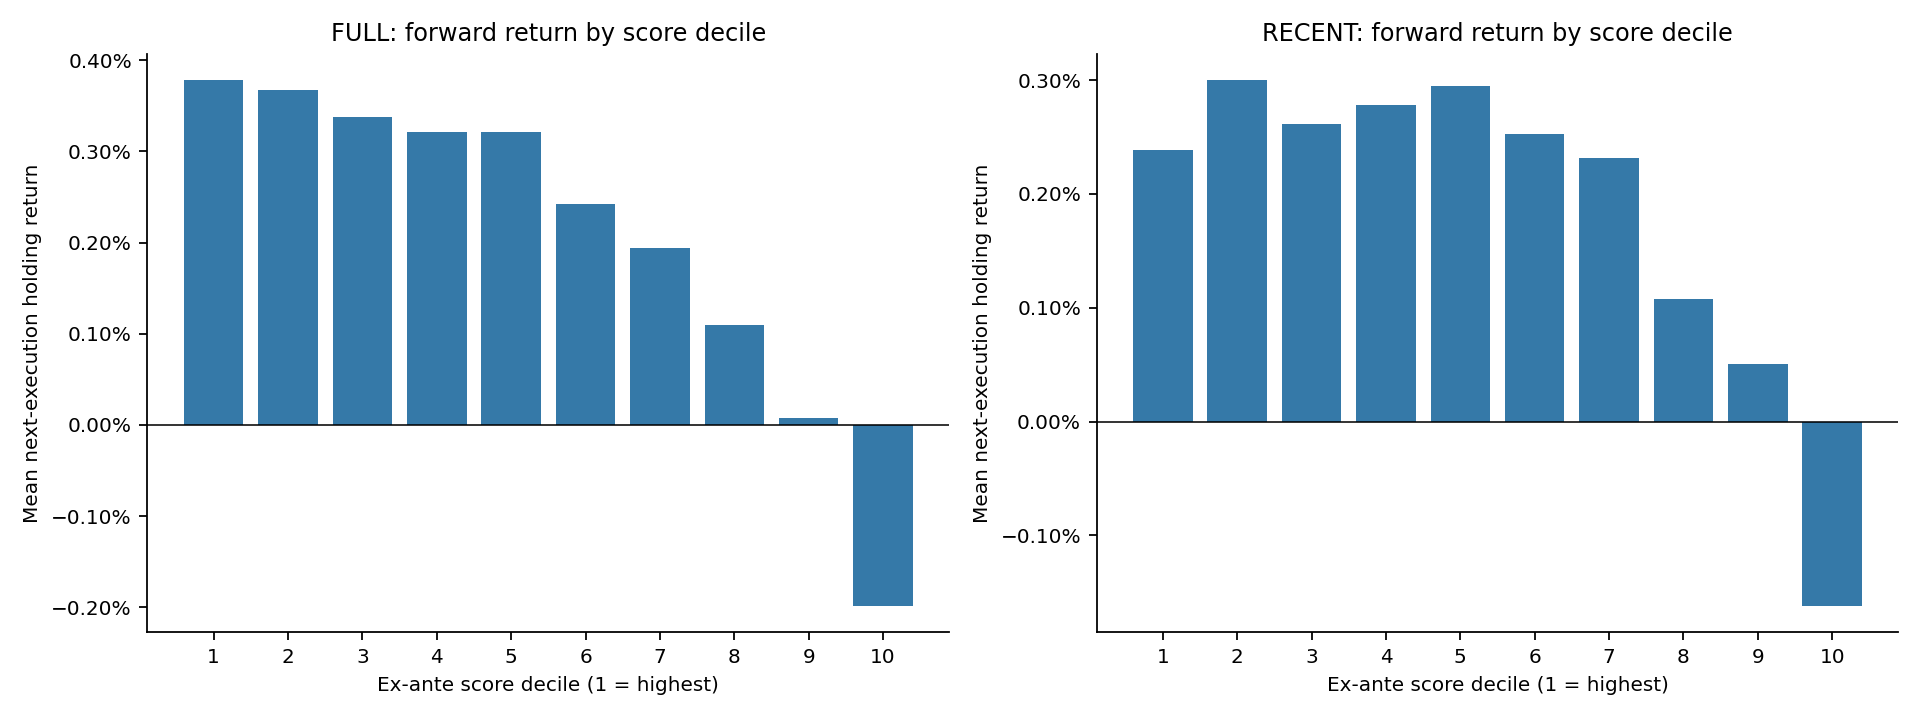 FULL: forward return by score decile
Mean next-execution holding return
0.40%
0.30%
0.20%
0.10%
0.00%
−0.10%
−0.20%
1 2 3 4 5 6 7 8 9 10
Ex-ante score decile (1 = highest)
RECENT: forward return by score decile
Mean next-execution holding return
0.30%
0.20%
0.10%
0.00%
−0.10%
1 2 3 4 5 6 7 8 9 10
Ex-ante score decile (1 = highest)